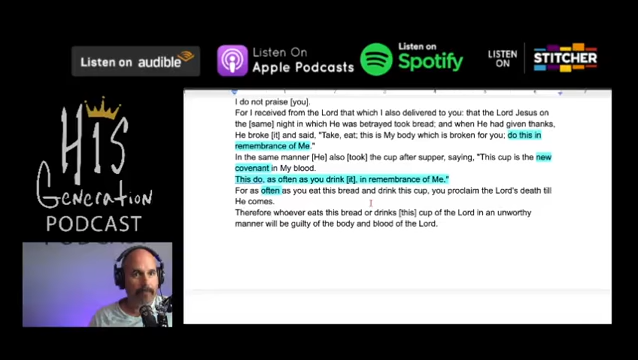 Listen on audible
Listen On
Apple Podcasts
Listen on
Spotify
LISTEN
ON
STITCHER
HIS
Generation
PODCAST
I do not praise [you].
For I received from the Lord that which I also delivered to you: that the Lord Jesus on
the [same] night in which He was betrayed took bread; and when He had given thanks,
He broke [it] and said, "Take, eat; this is My body which is broken for you; do this in
remembrance of Me."
In the same manner [He] also [took] the cup after supper, saying, "This cup is the new
covenant in My blood.
This do, as often as you drink [it], in remembrance of Me."
For as often as you eat this bread and drink this cup, you proclaim the Lord's death till
He comes.
Therefore whoever eats this bread or drinks [this] cup of the Lord in an unworthy
manner will be guilty of the body and blood of the Lord.